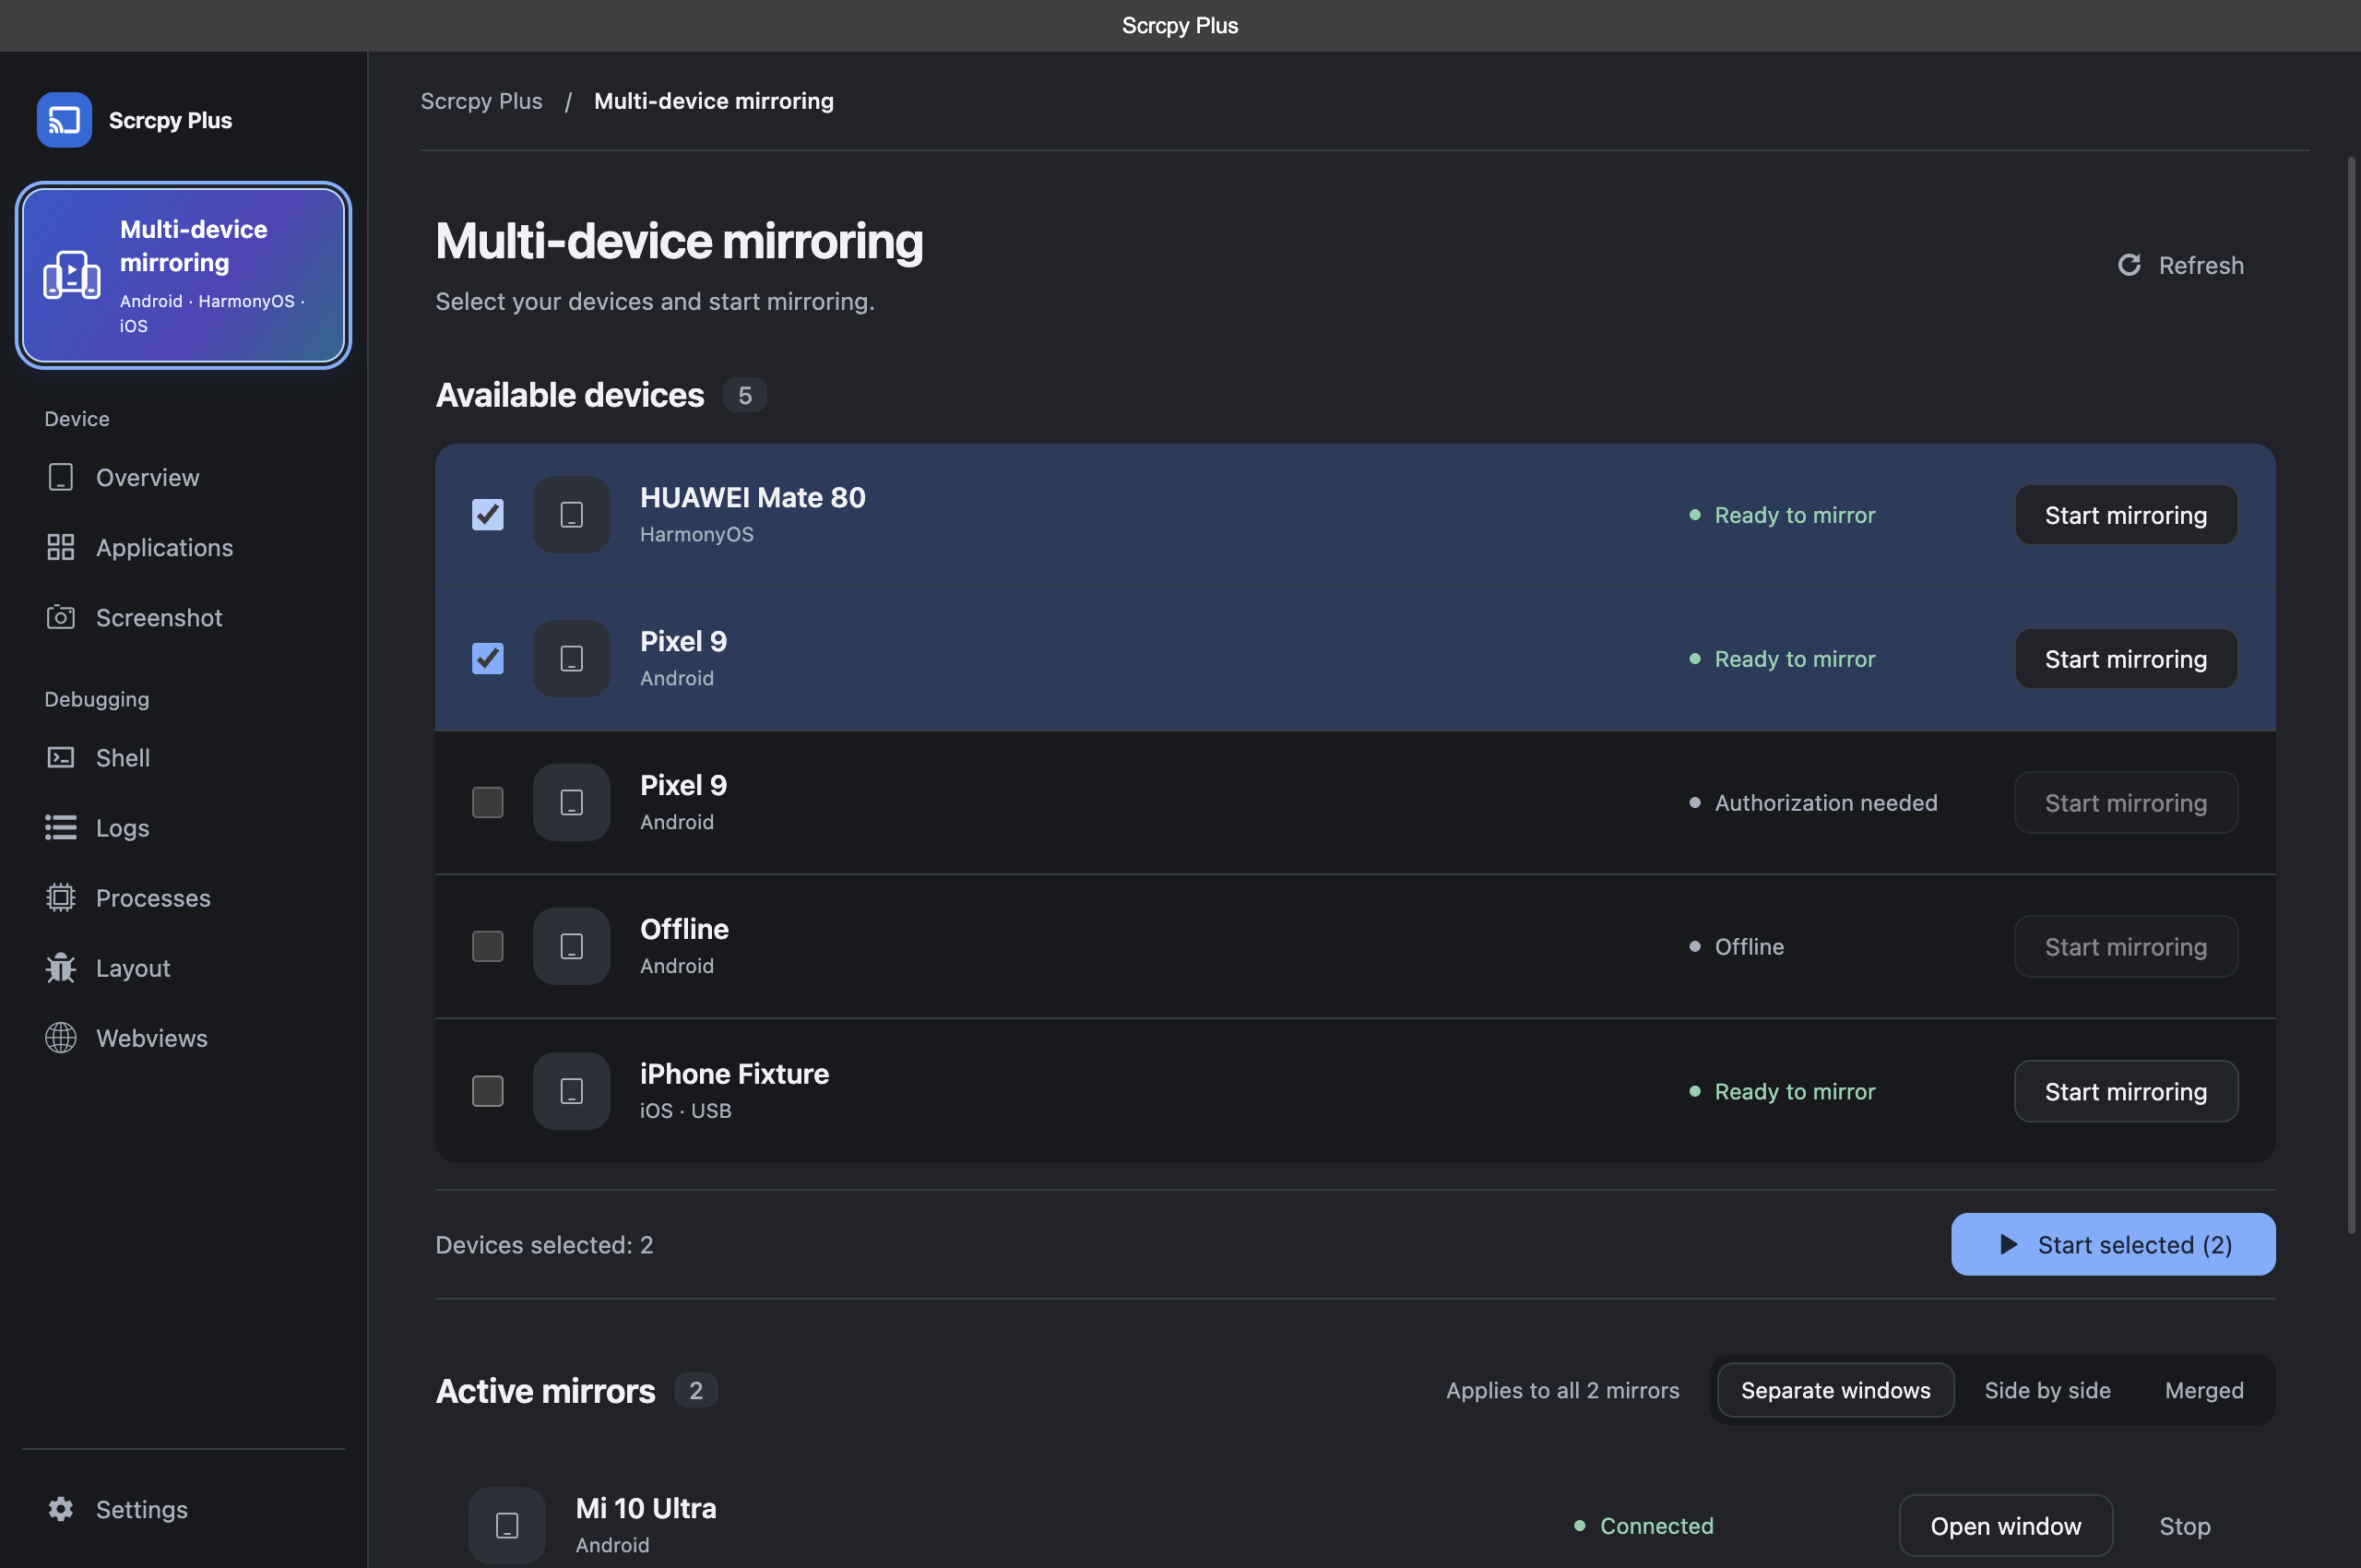 Scrcpy Plus
Scrcpy Plus
Multi-device
mirroring
Android · HarmonyOS ·
iOS
Device
Overview
Applications
Screenshot
Debugging
Shell
Logs
Processes
Layout
Webviews
Settings
Scrcpy Plus / Multi-device mirroring
Multi-device mirroring
Select your devices and start mirroring.
Refresh
Available devices 5
HUAWEI Mate 80
HarmonyOS
Ready to mirror
Start mirroring
Pixel 9
Android
Ready to mirror
Start mirroring
Pixel 9
Android
Authorization needed
Start mirroring
Offline
Android
Offline
Start mirroring
iPhone Fixture
iOS · USB
Ready to mirror
Start mirroring
Devices selected: 2
Start selected (2)
Active mirrors 2
Applies to all 2 mirrors
Separate windows
Side by side
Merged
Mi 10 Ultra
Android
Connected
Open window
Stop